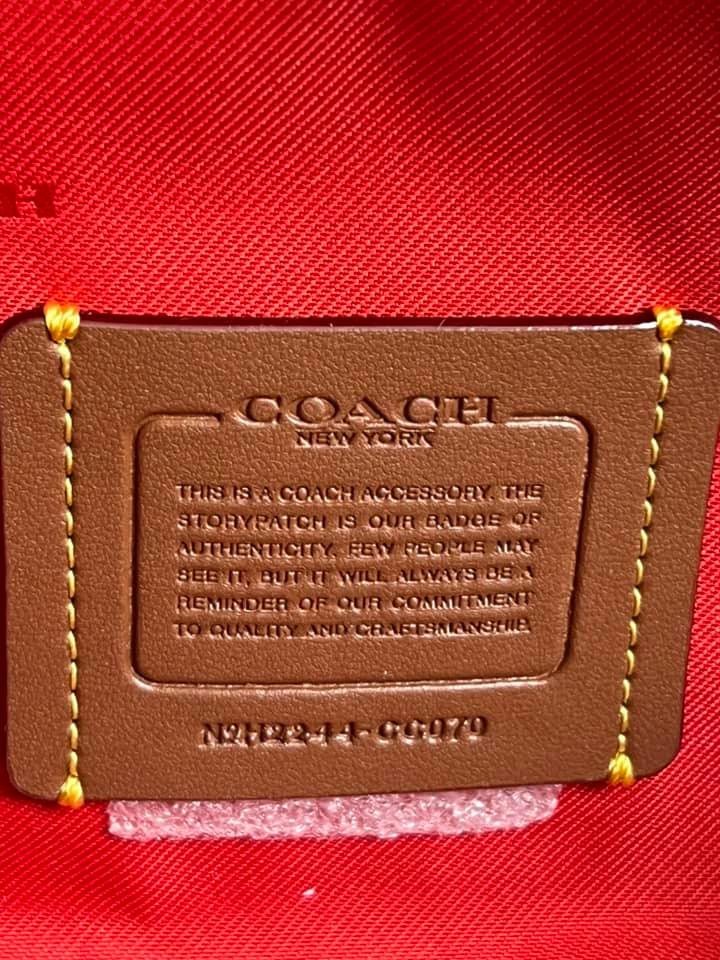 H
COACH
NEW YORK
THIS IS A COACH ACCESSORY. THE
STORYPATCH IS OUR BADGE OF
AUTHENTICITY. FEW PEOPLE MAY
SEE IT, BUT IT WILL ALWAYS BE A
REMINDER OF OUR COMMITMENT
TO QUALITY AND CRAFTSMANSHIP.
N2H2244-CC070